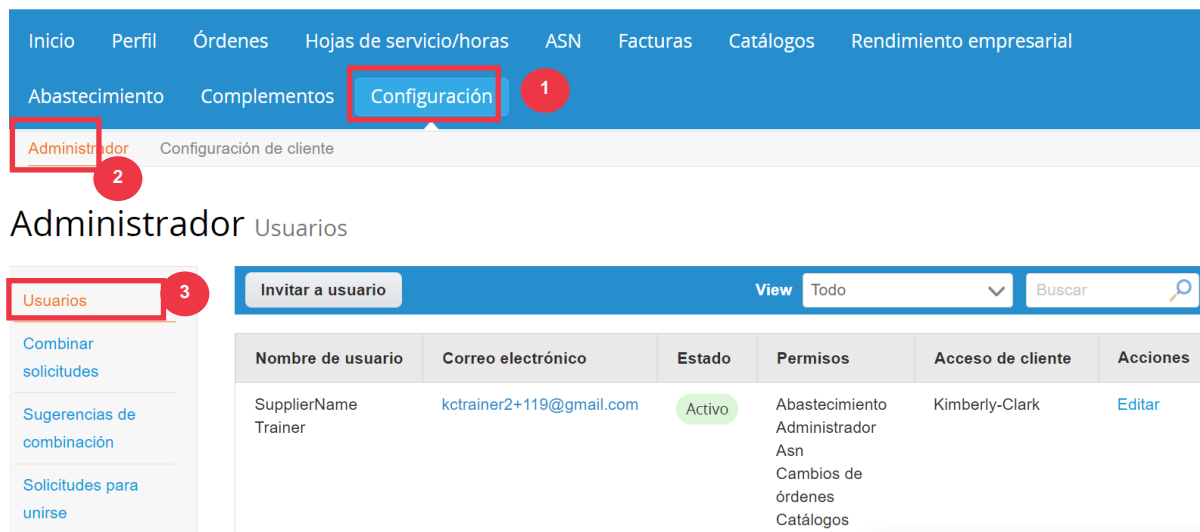 Inicio Perfil Órdenes Hojas de servicio/horas ASN Facturas Catálogos Rendimiento empresarial
Abastecimiento Complementos Configuración 1
Administrador Configuración de cliente
2
Administrador Usuarios
Usuarios 3
Invitar a usuario View Todo Buscar
Combinar
solicitudes
Sugerencias de
combinación
Solicitudes para
unirse
Nombre de usuario Correo electrónico Estado Permisos Acceso de cliente Acciones
SupplierName
Trainer
kctrainer2+119@gmail.com
Activo
Abastecimiento
Administrador
Asn
Cambios de
órdenes
Catálogos
Kimberly-Clark
Editar